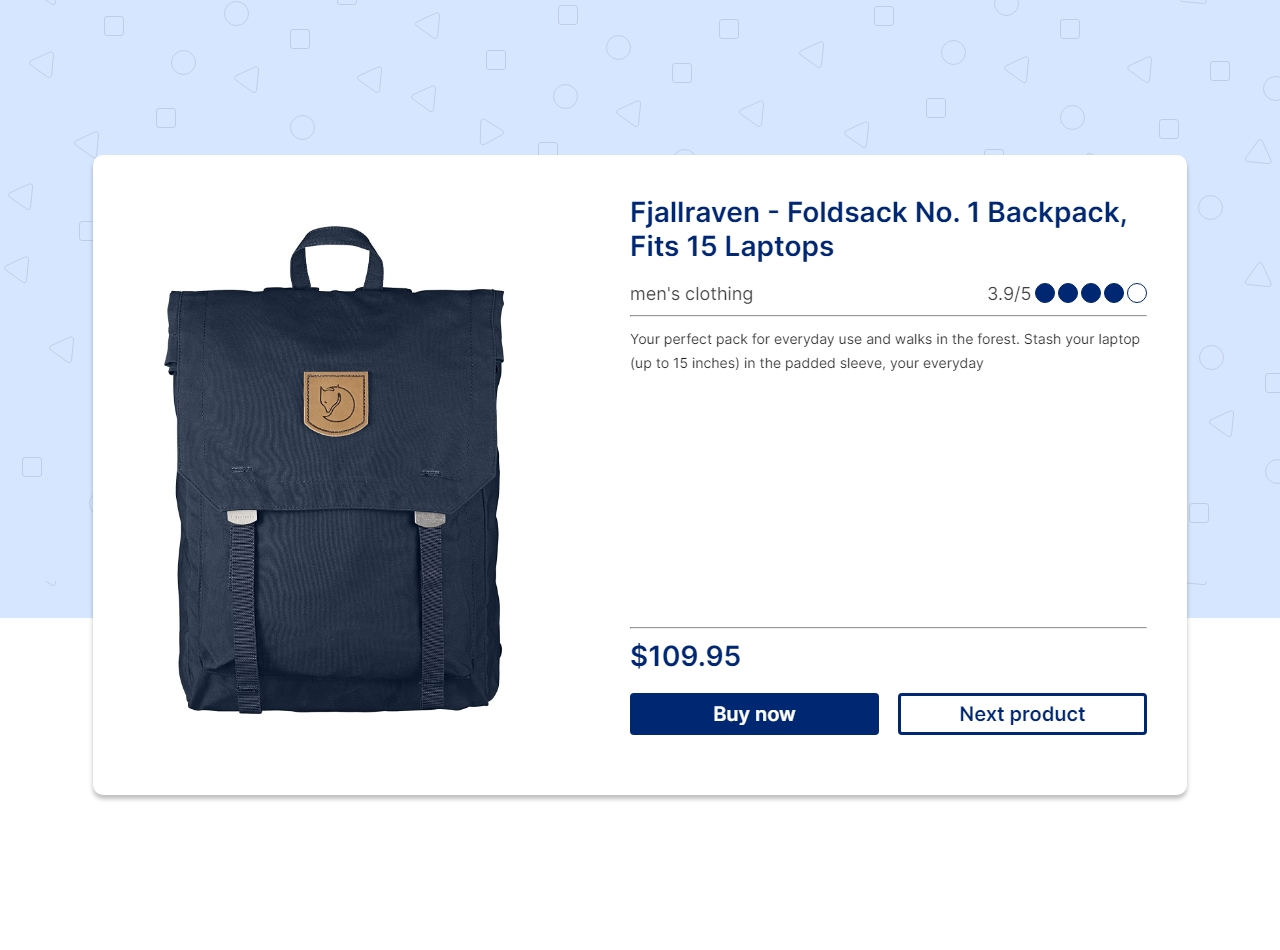 Fjallraven - Foldsack No. 1 Backpack,
Fits 15 Laptops
men's clothing
3.9/5
Your perfect pack for everyday use and walks in the forest. Stash your laptop
(up to 15 inches) in the padded sleeve, your everyday
$109.95
Buy now
Next product